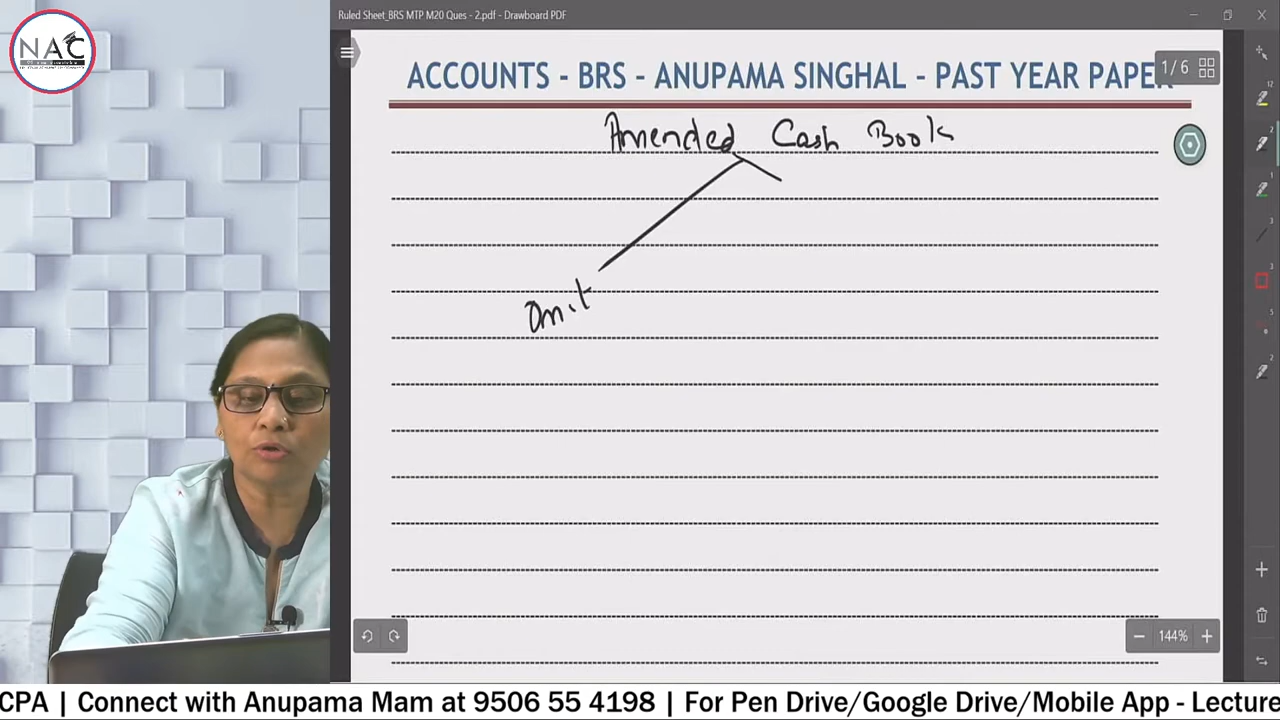 Ruled Sheet_BRS MTP M20 Ques - 2.pdf - Drawboard PDF
NAC
ACCOUNTS - BRS - ANUPAMA SINGHAL - PAST YEAR PAPER
1/6
Amended Cash Book
Omit
144%
CPA | Connect with Anupama Mam at 9506 55 4198 | For Pen Drive/Google Drive/Mobile App - Lecture